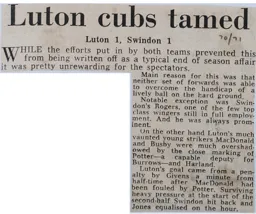 Luton cubs tamed
Luton 1, Swindon 1
70/71
WHILE the efforts put in by both teams prevented this
from being written off as a typical end of season affair
it was pretty unrewarding for the spectators.
Main reason for this was that
neither set of forwards was able
to overcome the handicap of a
lively ball on the hard ground.
Notable exception was Swin-
don's Rogers, one of the few top
class wingers still in full employ-
ment. And he was always prom-
inent.
On the other hand Luton's much
vaunted young strikers MacDonald
and Busby were much overshad-
owed by the close marking for
Potter—a capable deputy for
Burrows—and Harland.
Luton's goal came from a pen-
alty by Givens a minute from
half-time after MacDonald had
been fouled by Potter. Surviving
heavy pressure at the start of the
second-half Swindon hit back and
Jones equalised on the hour.